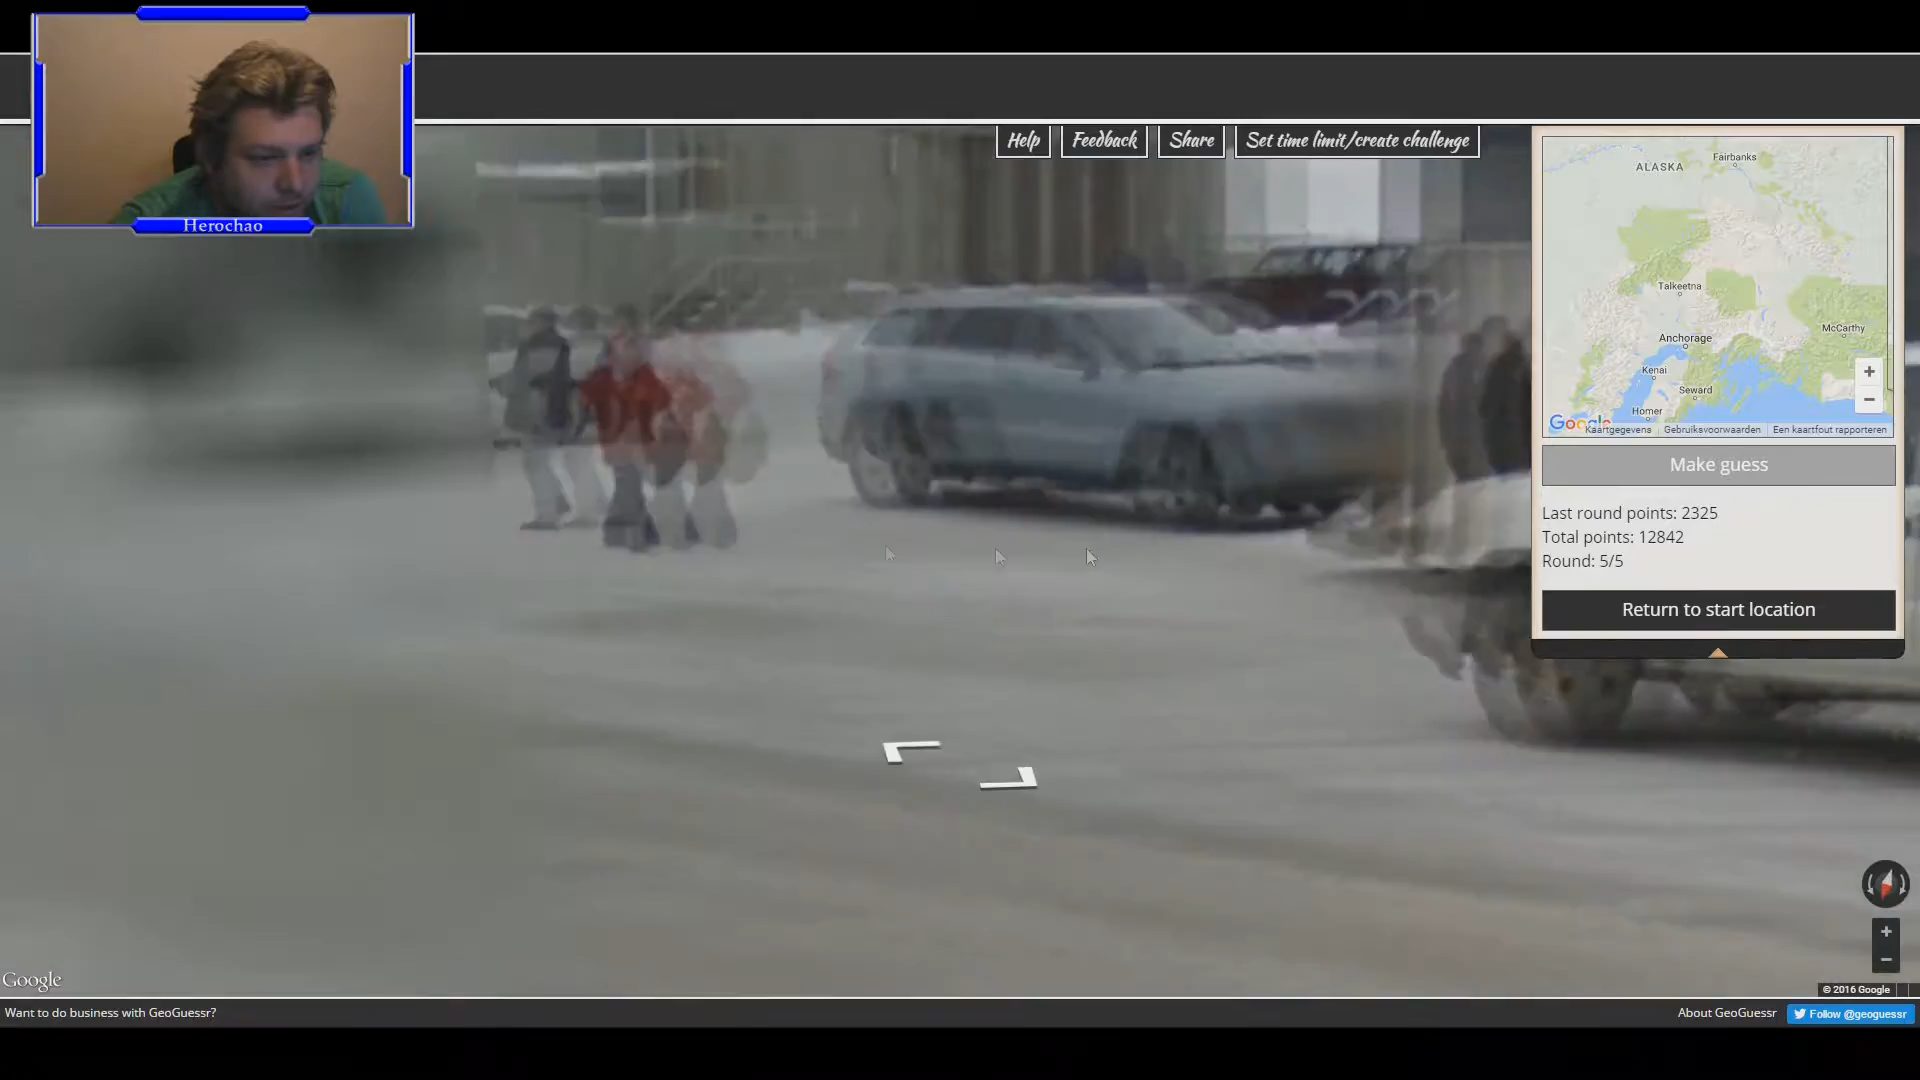 Herochao
Help
Feedback
Share
Set time limit/create challenge
ALASKA
Fairbanks
Talkeetna
McCarthy
Anchorage
Kenai
Seward
Homer
+
−
Google
Kaartgegevens
Gebruiksvoorwaarden
Een kaartfout rapporteren
Make guess
Last round points: 2325
Total points: 12842
Round: 5/5
Return to start location
+
−
Google
© 2016 Google
Want to do business with GeoGuessr?
About GeoGuessr
Follow @geoguessr